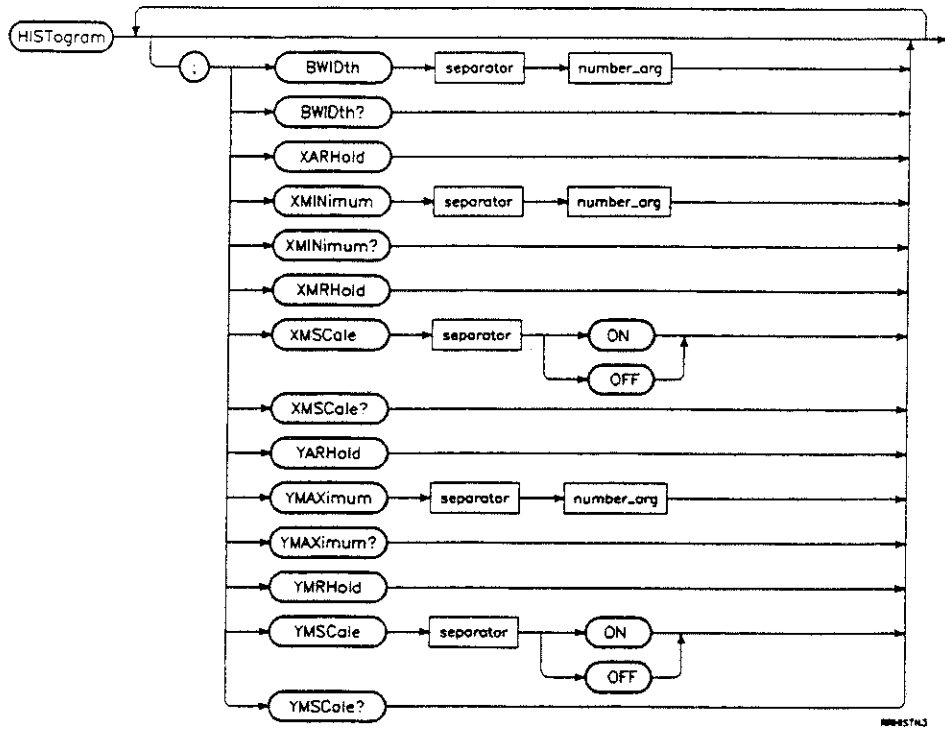 HISTogram
;
BWIDth separator number_arg
BWIDth?
XARHold
XMINimum separator number_arg
XMINimum?
XMRHold
XMSCale separator ON
OFF
XMSCale?
YARHold
YMAXimum separator number_arg
YMAXimum?
YMRHold
YMSCale separator ON
OFF
YMSCale?